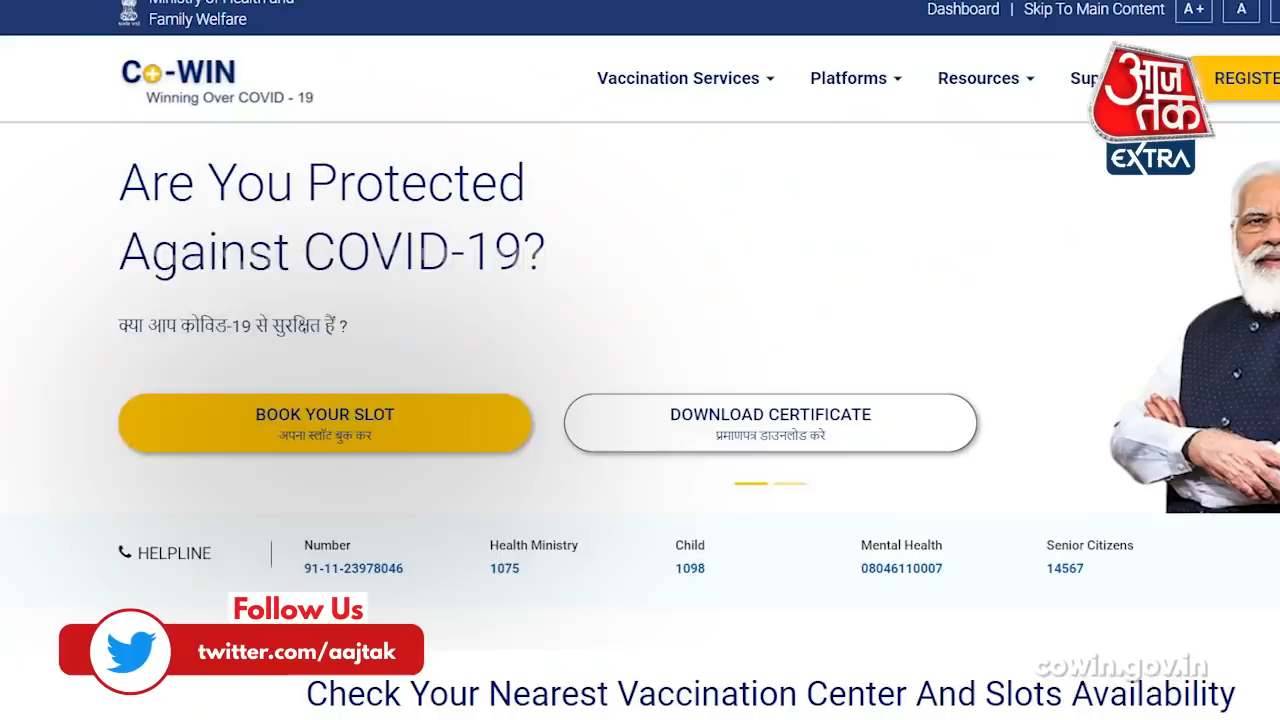 Ministry of Health and
Family Welfare
Dashboard | Skip To Main Content A+ A
Co-WIN
Winning Over COVID - 19
Vaccination Services Platforms Resources
REGISTE
आज
तक
EXTRA
Are You Protected
Against COVID-19?
क्या आप कोविड-19 से सुरक्षित हैं ?
BOOK YOUR SLOT
अपना स्लॉट बुक कर
DOWNLOAD CERTIFICATE
प्रमाणपत्र डाउनलोड करे
HELPLINE
Number
91-11-23978046
Health Ministry
1075
Child
1098
Mental Health
08046110007
Senior Citizens
14567
Follow Us
twitter.com/aajtak
cowin.gov.in
Check Your Nearest Vaccination Center And Slots Availability